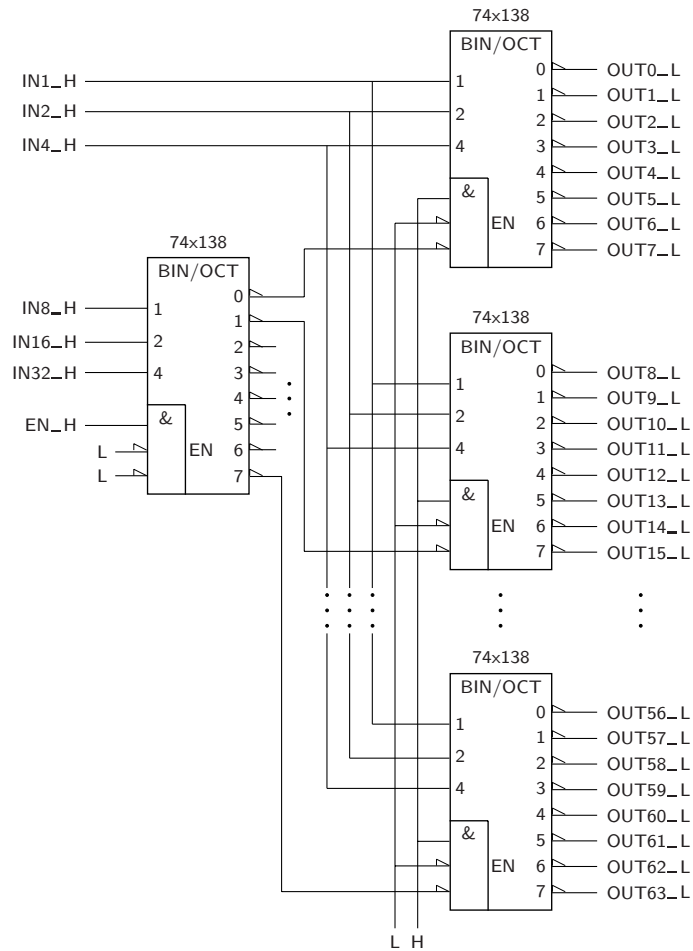 74x138
BIN/OCT
IN1_H 1 0 OUT0_L
1 OUT1_L
IN2_H 2 2 OUT2_L
IN4_H 4 3 OUT3_L
4 OUT4_L
& 5 OUT5_L
EN 6 OUT6_L
7 OUT7_L
74x138
BIN/OCT
IN8_H 1 0
1
IN16_H 2 2
IN32_H 4 3
4
EN_H & 5
L EN 6
L 7
74x138
BIN/OCT
1 0 OUT8_L
1 OUT9_L
2 2 OUT10_L
4 3 OUT11_L
4 OUT12_L
& 5 OUT13_L
EN 6 OUT14_L
7 OUT15_L
74x138
BIN/OCT
1 0 OUT56_L
1 OUT57_L
2 2 OUT58_L
4 3 OUT59_L
4 OUT60_L
& 5 OUT61_L
EN 6 OUT62_L
7 OUT63_L
L H